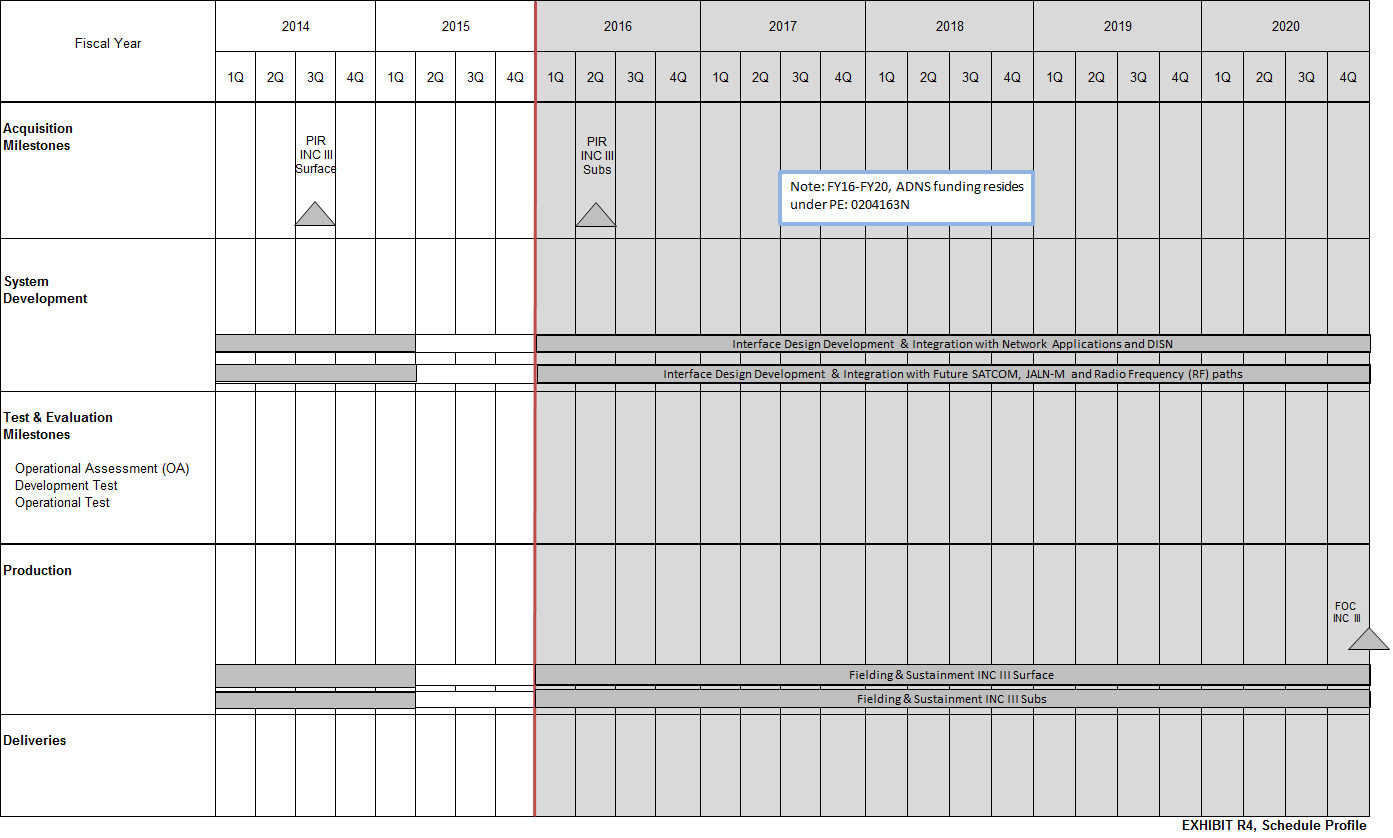 Fiscal Year
2014 2015 2016 2017 2018 2019 2020
1Q 2Q 3Q 4Q 1Q 2Q 3Q 4Q 1Q 2Q 3Q 4Q 1Q 2Q 3Q 4Q 1Q 2Q 3Q 4Q 1Q 2Q 3Q 4Q 1Q 2Q 3Q 4Q
Acquisition
Milestones
PIR
INC III
Surface
PIR
INC III
Subs
Note: FY16-FY20, ADNS funding resides
under PE: 0204163N
System
Development
Interface Design Development & Integration with Network Applications and DISN
Interface Design Development & Integration with Future SATCOM, JALN-M and Radio Frequency (RF) paths
Test & Evaluation
Milestones
Operational Assessment (OA)
Development Test
Operational Test
Production
FOC
INC III
Fielding & Sustainment INC III Surface
Fielding & Sustainment INC III Subs
Deliveries
EXHIBIT R4, Schedule Profile